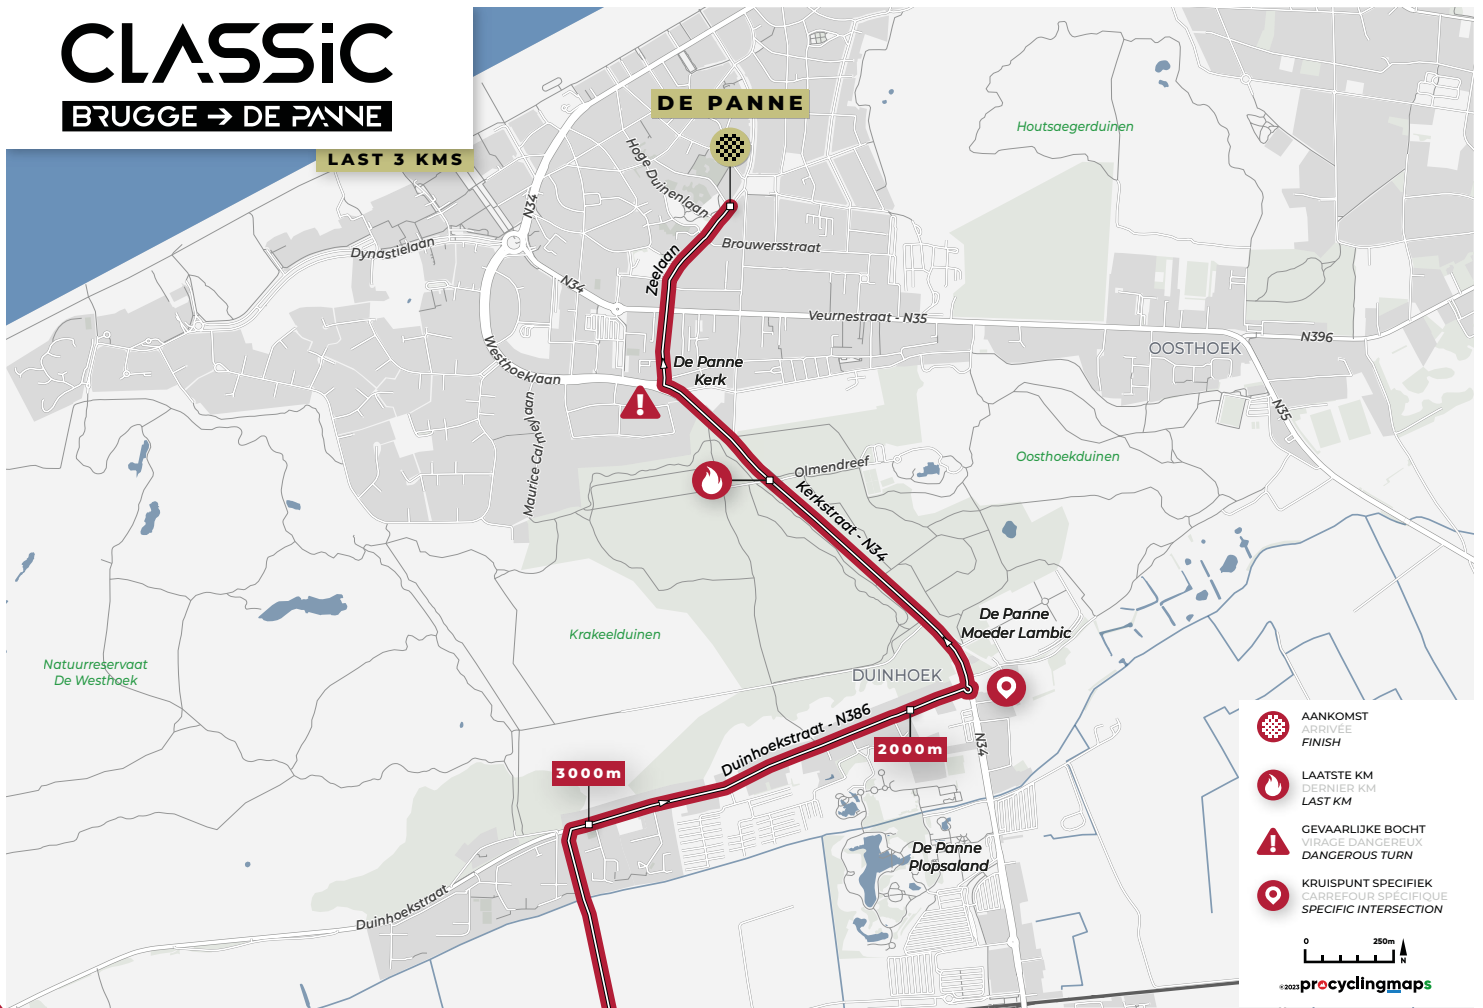 CLASSiC
BRUGGE → DE PANNE
LAST 3 KMS
DE PANNE
Houtsaegerduinen
Hoge Duinenlaan
N34
Dynastielaan
Brouwersstraat
Zeelaan
N34
Veurnestraat - N35
N396
OOSTHOEK
De Panne
Kerk
Westhoeklaan
Maurice Calmeylaan
N35
Olmendreef
Oosthoekduinen
Kerkstraat - N34
De Panne
Moeder Lambic
Krakeelduinen
Natuurreservaat
De Westhoek
DUINHOEK
Duinhoekstraat - N386
2000m
N34
3000m
De Panne
Plopsaland
Duinhoekstraat
AANKOMST
ARRIVÉE
FINISH
LAATSTE KM
DERNIER KM
LAST KM
GEVAARLIJKE BOCHT
VIRAGE DANGEREUX
DANGEROUS TURN
KRUISPUNT SPECIFIEK
CARREFOUR SPÉCIFIQUE
SPECIFIC INTERSECTION
0 250m
N
©2023 procyclingmaps